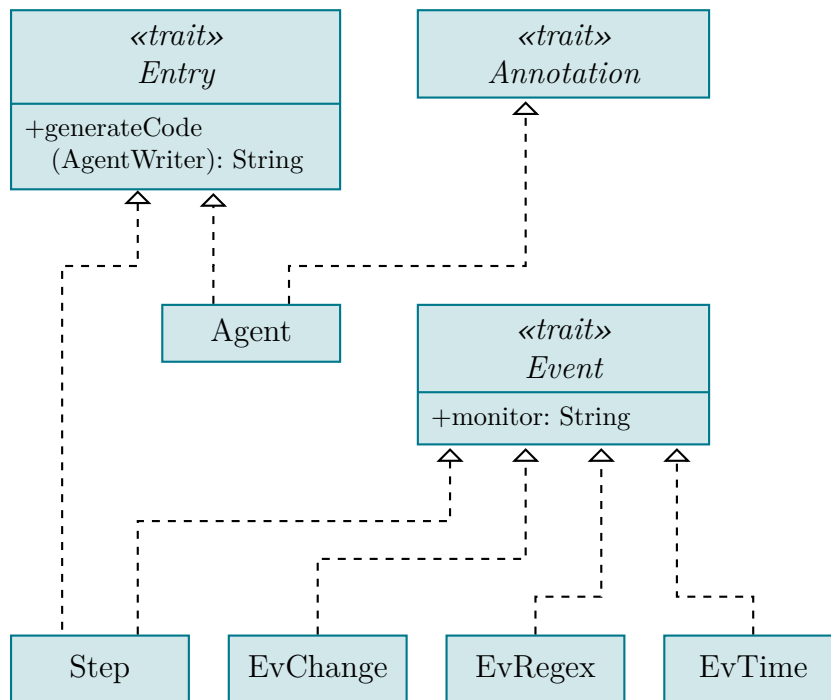 «trait»
Entry
+generateCode
(AgentWriter): String
«trait»
Annotation
Agent
«trait»
Event
+monitor: String
Step
EvChange
EvRegex
EvTime